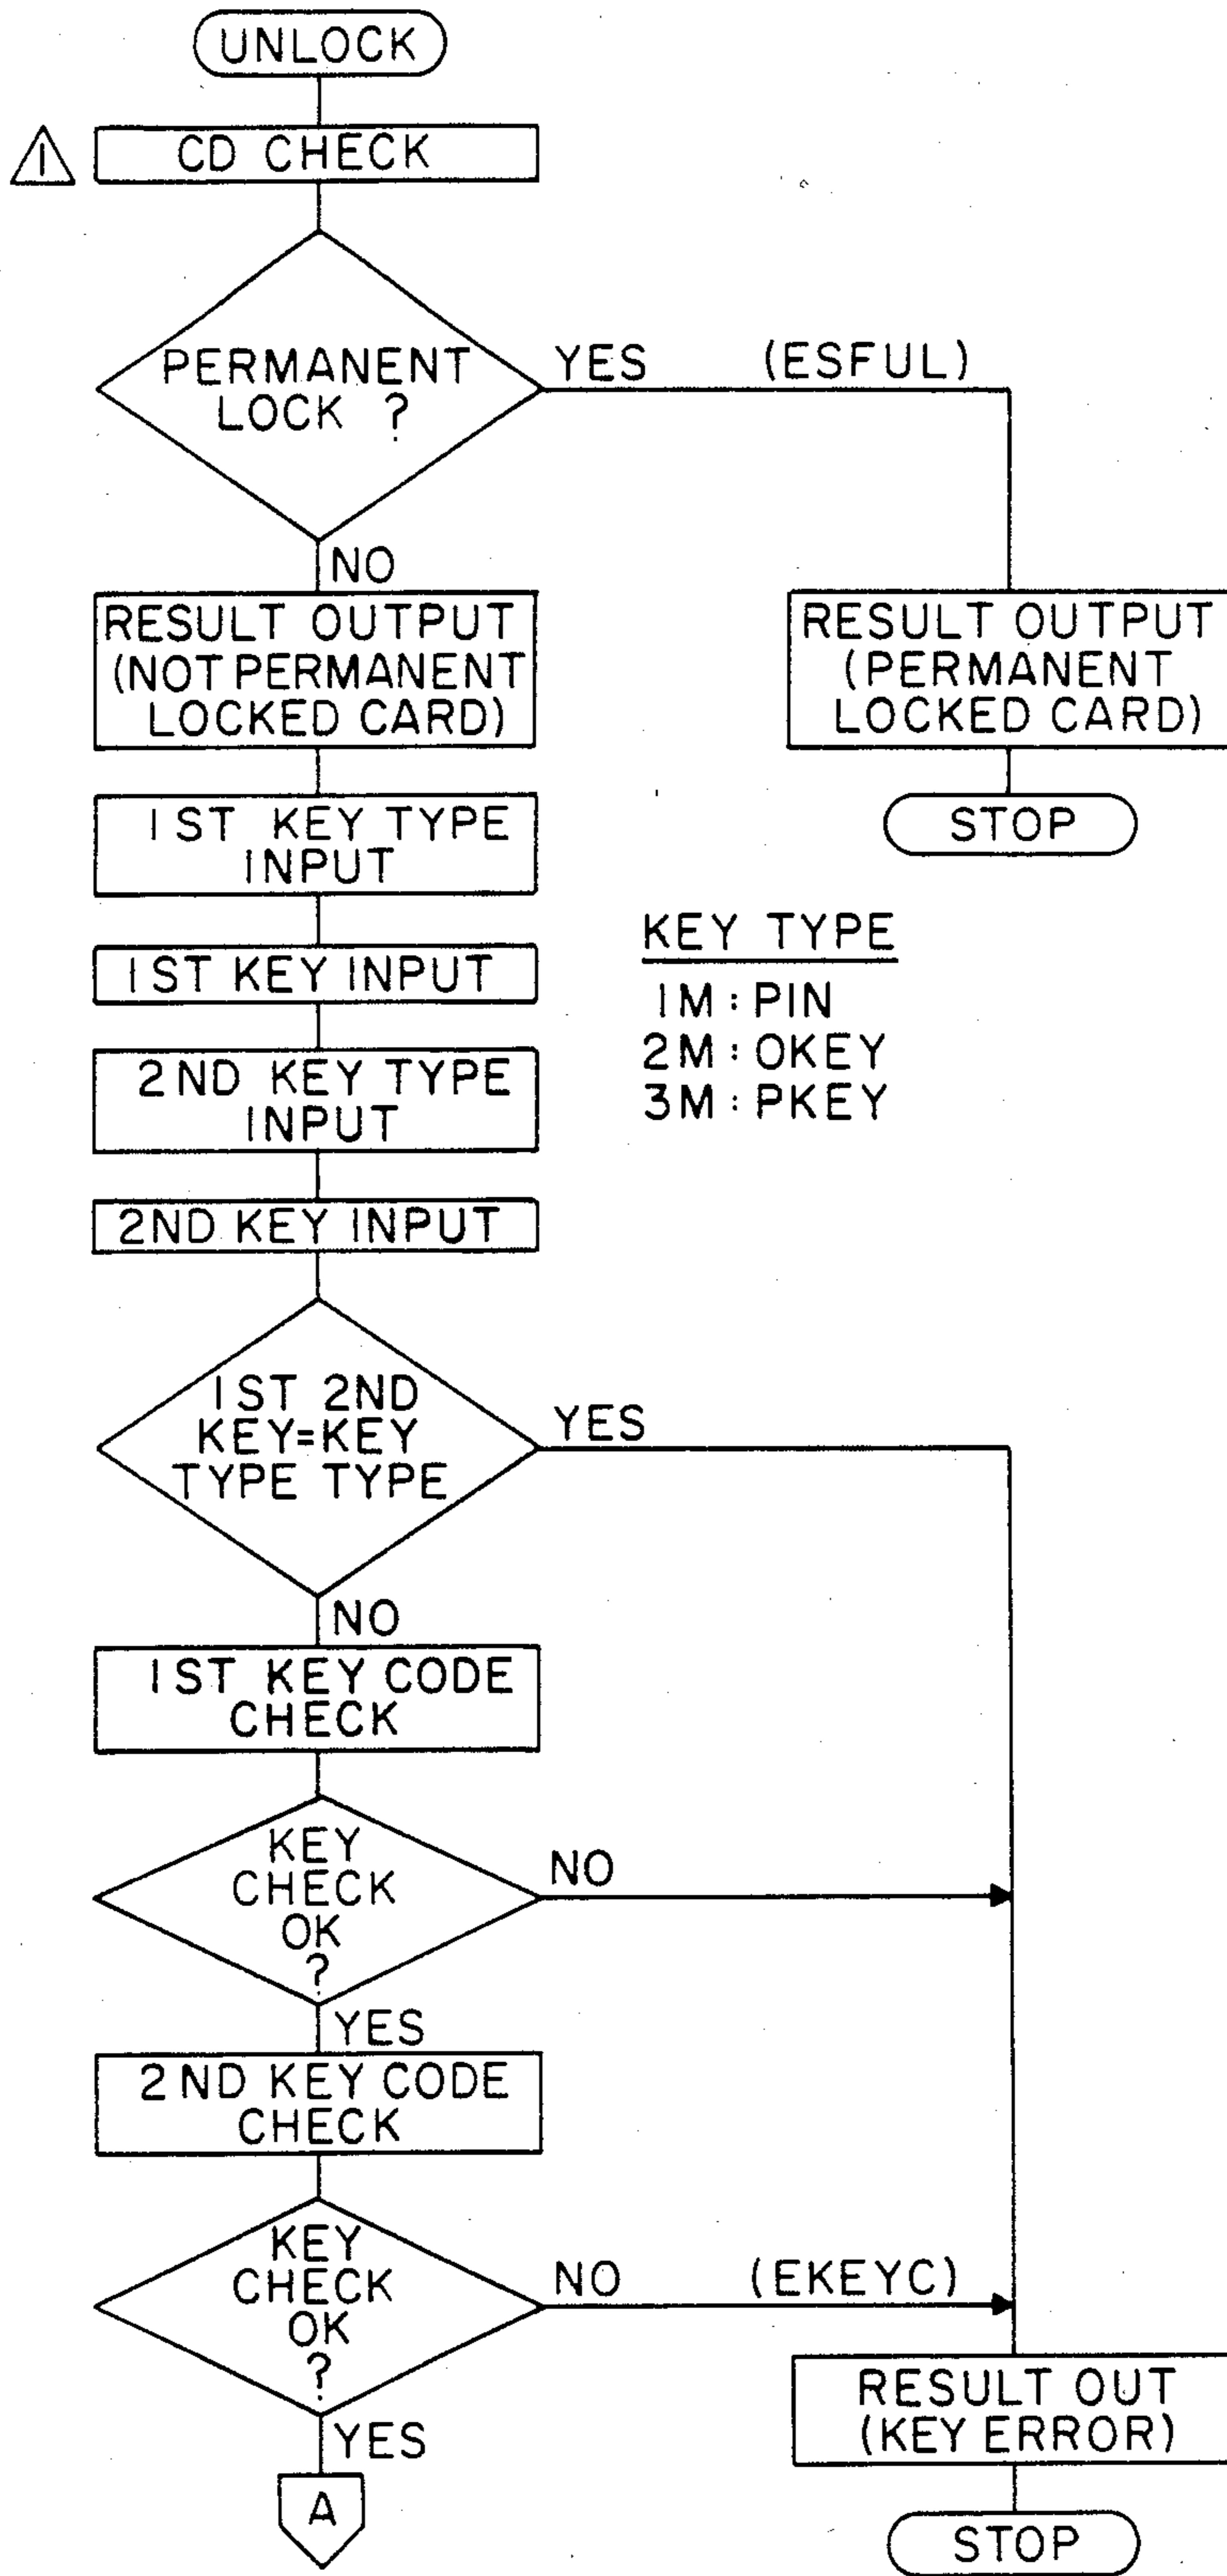 UNLOCK
1
CD CHECK
PERMANENT
LOCK ?
YES (ESFUL)
NO
RESULT OUTPUT
(NOT PERMANENT
LOCKED CARD)
RESULT OUTPUT
(PERMANENT
LOCKED CARD)
STOP
1ST KEY TYPE
INPUT
1ST KEY INPUT
2ND KEY TYPE
INPUT
2ND KEY INPUT
KEY TYPE
1M : PIN
2M : OKEY
3M : PKEY
1ST 2ND
KEY=KEY
TYPE TYPE
YES
NO
1ST KEY CODE
CHECK
KEY
CHECK
OK
?
NO
YES
2ND KEY CODE
CHECK
KEY
CHECK
OK
?
NO (EKEYC)
YES
A
RESULT OUT
(KEY ERROR)
STOP